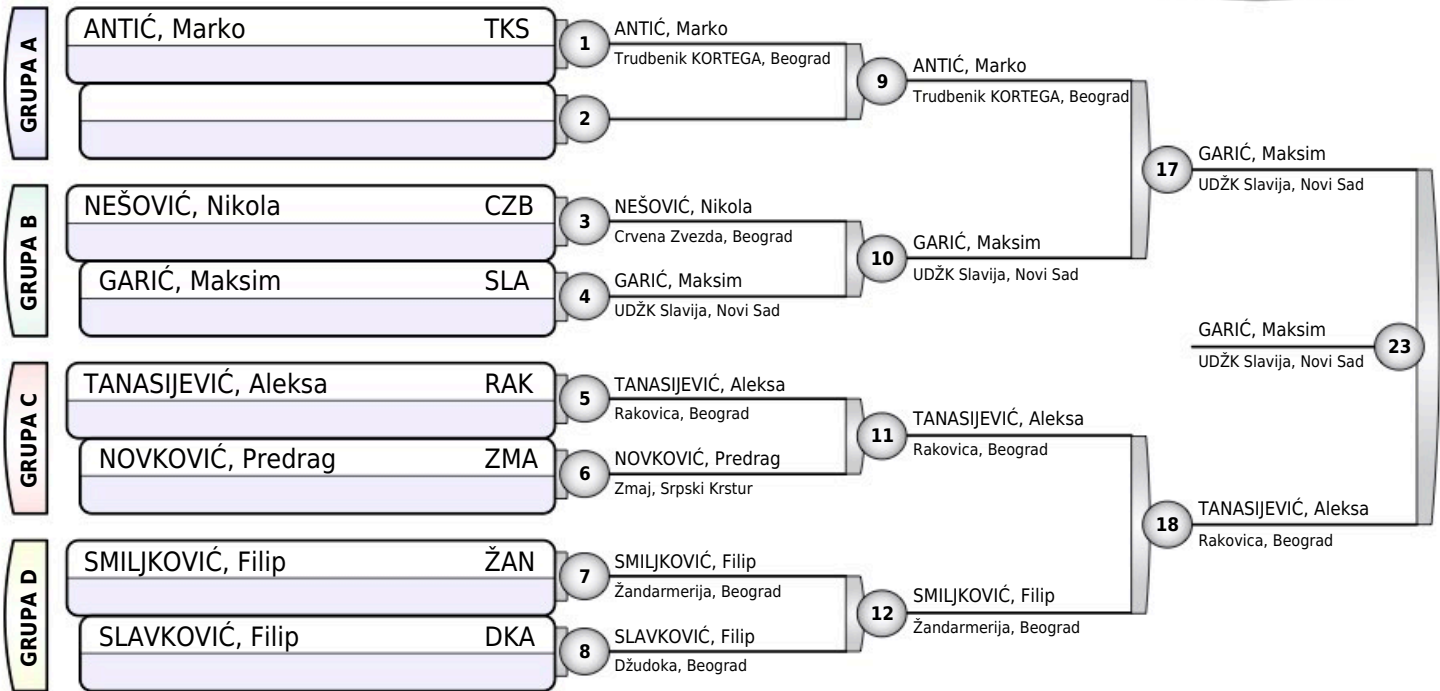 GRUPA A
ANTIĆ, Marko TKS
1
2
GRUPA B
NEŠOVIĆ, Nikola CZB
3
GARIĆ, Maksim SLA
4
GRUPA C
TANASIJEVIĆ, Aleksa RAK
5
NOVKOVIĆ, Predrag ZMA
6
GRUPA D
SMILJKOVIĆ, Filip ŽAN
7
SLAVKOVIĆ, Filip DKA
8
ANTIĆ, Marko
Trudbenik KORTEGA, Beograd
9
NEŠOVIĆ, Nikola
Crvena Zvezda, Beograd
10
GARIĆ, Maksim
UDŽK Slavija, Novi Sad
TANASIJEVIĆ, Aleksa
Rakovica, Beograd
11
NOVKOVIĆ, Predrag
Zmaj, Srpski Krstur
SMILJKOVIĆ, Filip
Žandarmerija, Beograd
12
SLAVKOVIĆ, Filip
Džudoka, Beograd
ANTIĆ, Marko
Trudbenik KORTEGA, Beograd
17
GARIĆ, Maksim
UDŽK Slavija, Novi Sad
TANASIJEVIĆ, Aleksa
Rakovica, Beograd
18
SMILJKOVIĆ, Filip
Žandarmerija, Beograd
GARIĆ, Maksim
UDŽK Slavija, Novi Sad
GARIĆ, Maksim
UDŽK Slavija, Novi Sad
23
TANASIJEVIĆ, Aleksa
Rakovica, Beograd